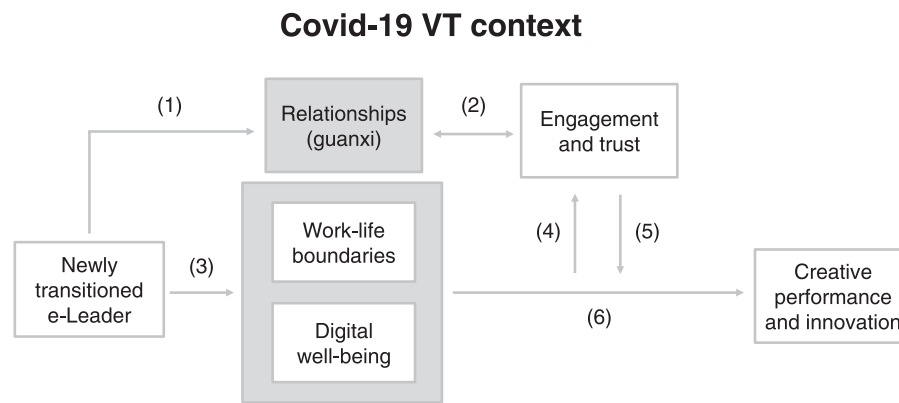 Covid-19 VT context
(1)
Relationships
(guanxi)
(2)
Engagement
and trust
Newly
transitioned
e-Leader
(3)
Work-life
boundaries
Digital
well-being
(4)
(5)
(6)
Creative
performance
and innovation